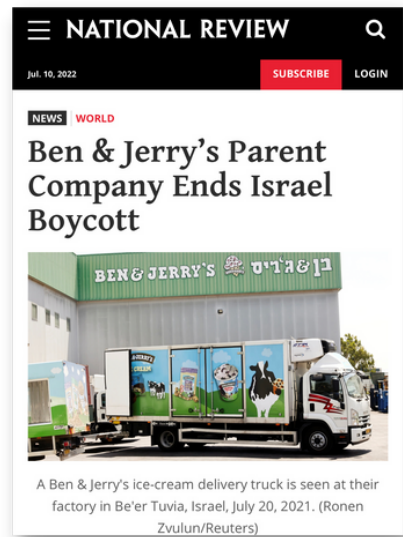 NATIONAL REVIEW
Jul. 10, 2022
SUBSCRIBE
LOGIN
NEWS WORLD
Ben & Jerry’s Parent
Company Ends Israel
Boycott
BEN & JERRY'S בן & ג'ריס
A Ben & Jerry's ice-cream delivery truck is seen at their
factory in Be'er Tuvia, Israel, July 20, 2021. (Ronen
Zvulun/Reuters)